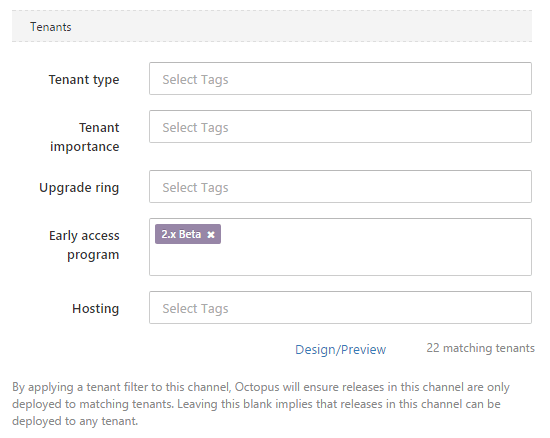 Tenants
Tenant type
Select Tags
Tenant
importance
Select Tags
Upgrade ring
Select Tags
Early access
program
2.x Beta ×
Hosting
Select Tags
Design/Preview 22 matching tenants
By applying a tenant filter to this channel, Octopus will ensure releases in this channel are only
deployed to matching tenants. Leaving this blank implies that releases in this channel can be
deployed to any tenant.